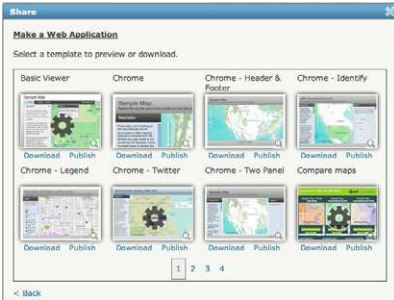 Share
Make a Web Application
Select a template to preview or download.
Basic Viewer
Chrome
Chrome - Header &
Footer
Chrome - Identify
Sample Map
Download Publish
Download Publish
Download Publish
Download Publish
Chrome - Legend
Chrome - Twitter
Chrome - Two Panel
Compare maps
Download Publish
Download Publish
Download Publish
Download Publish
1 2 3 4
< Back